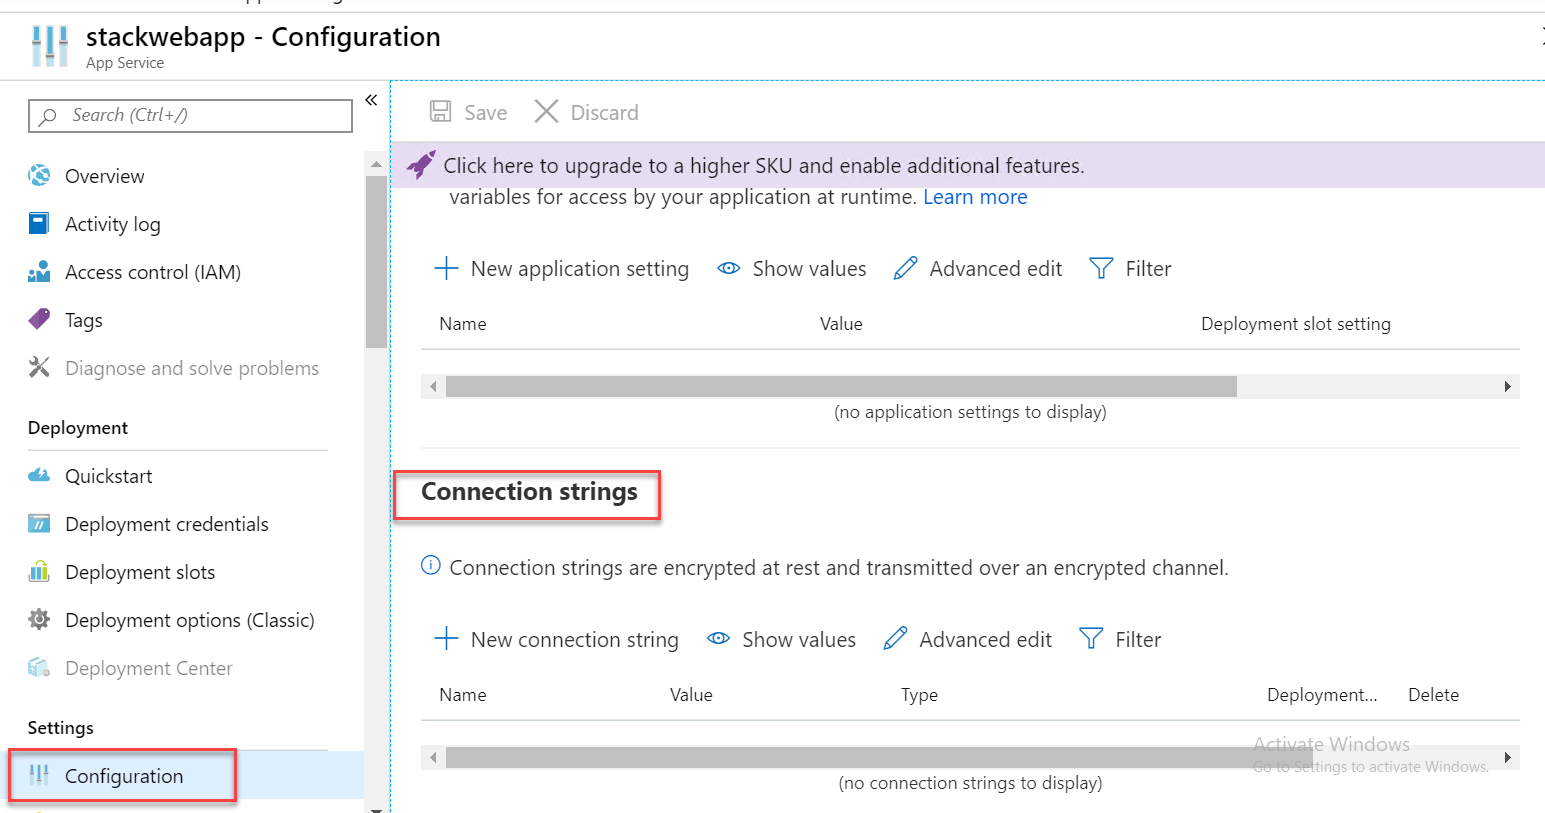 stackwebapp - Configuration
App Service
Search (Ctrl+/)
«
Overview
Activity log
Access control (IAM)
Tags
Diagnose and solve problems
Deployment
Quickstart
Deployment credentials
Deployment slots
Deployment options (Classic)
Deployment Center
Settings
Configuration
Save Discard
Click here to upgrade to a higher SKU and enable additional features.
variables for access by your application at runtime. Learn more
New application setting Show values Advanced edit Filter
Name Value Deployment slot setting
(no application settings to display)
Connection strings
Connection strings are encrypted at rest and transmitted over an encrypted channel.
New connection string Show values Advanced edit Filter
Name Value Type Deployment... Delete
Activate Windows
Go to Settings to activate Windows.
(no connection strings to display)